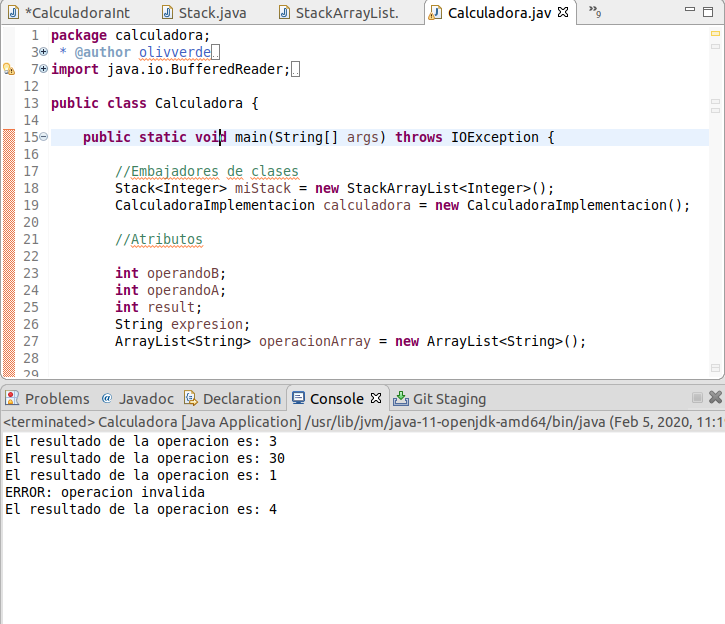 *CalculadoraInt Stack.java StackArrayList. Calculadora.jav »9
1 package calculadora;
3 * @author olivverde
7 import java.io.BufferedReader;
12
13 public class Calculadora {
14
15 public static void main(String[] args) throws IOException {
16
17 //Embajadores de clases
18 Stack<Integer> miStack = new StackArrayList<Integer>();
19 CalculadoraImplementacion calculadora = new CalculadoraImplementacion();
20
21 //Atributos
22
23 int operandoB;
24 int operandoA;
25 int result;
26 String expresion;
27 ArrayList<String> operacionArray = new ArrayList<String>();
28
29
Problems @ Javadoc Declaration Console Git Staging
<terminated> Calculadora [Java Application] /usr/lib/jvm/java-11-openjdk-amd64/bin/java (Feb 5, 2020, 11:1
El resultado de la operacion es: 3
El resultado de la operacion es: 30
El resultado de la operacion es: 1
ERROR: operacion invalida
El resultado de la operacion es: 4